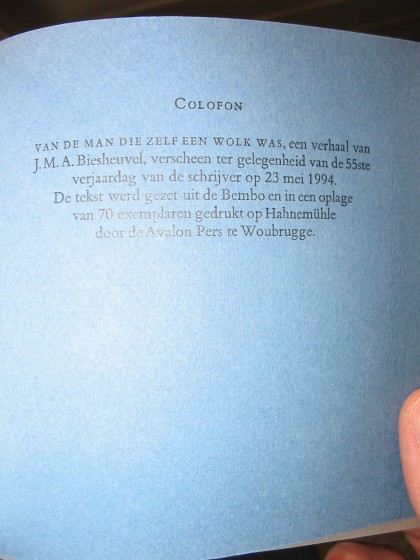 COLOFON
VAN DE MAN DIE ZELF EEN WOLK WAS, een verhaal van
J.M.A. Biesheuvel, verscheen ter gelegenheid van de 55ste
verjaardag van de schrijver op 23 mei 1994.
De tekst werd gezet uit de Bembo en in een oplage
van 70 exemplaren gedrukt op Hahnemühle
door de Avalon Pers te Woubrugge.